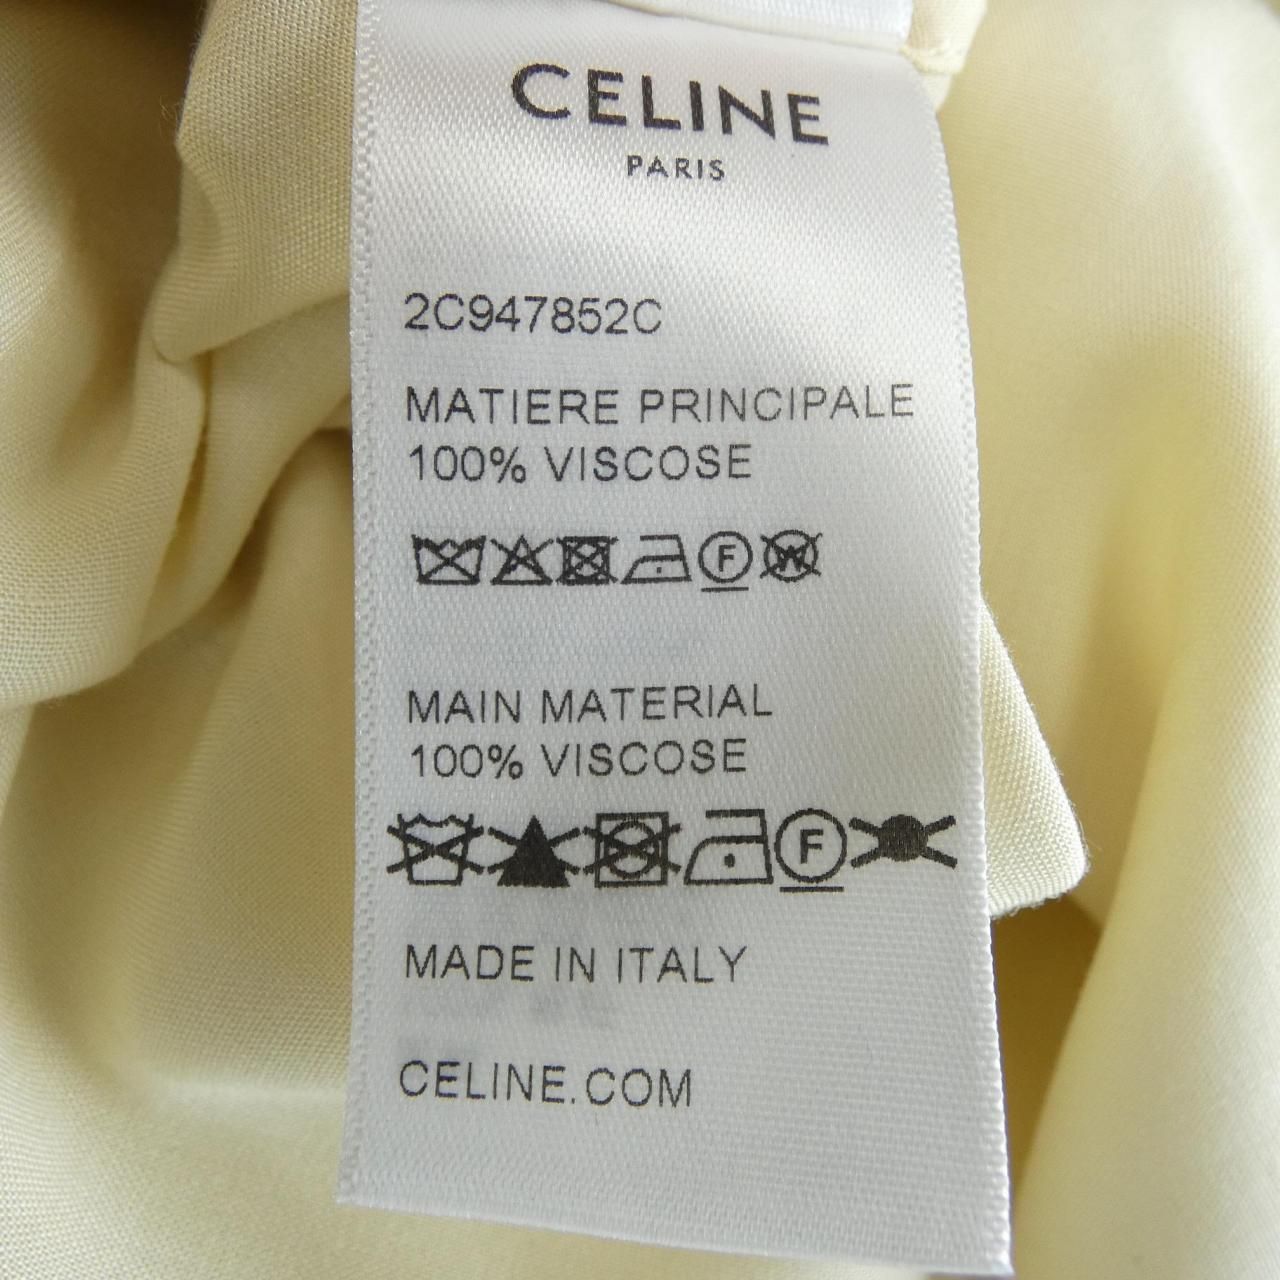 CELINE
PARIS
2C947852C
MATIERE PRINCIPALE
100% VISCOSE
F W
MAIN MATERIAL
100% VISCOSE
F
MADE IN ITALY
CELINE.COM